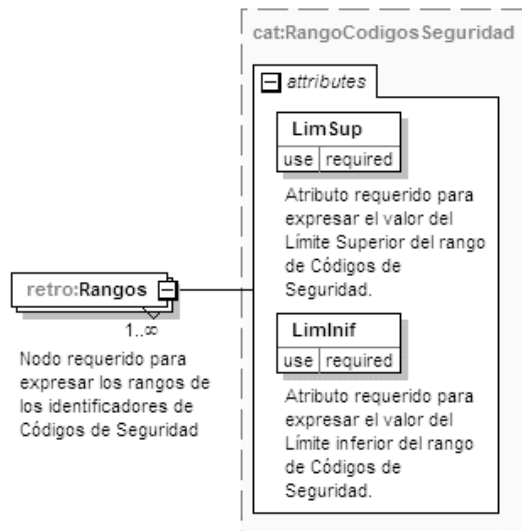 cat:RangoCodigosSeguridad
attributes
LimSup
use required
Atributo requerido para
expresar el valor del
Límite Superior del rango
de Códigos de
Seguridad.
retro:Rangos
1..∞
Nodo requerido para
expresar los rangos de
los identificadores de
Códigos de Seguridad
LimInif
use required
Atributo requerido para
expresar el valor del
Límite inferior del rango
de Códigos de
Seguridad.